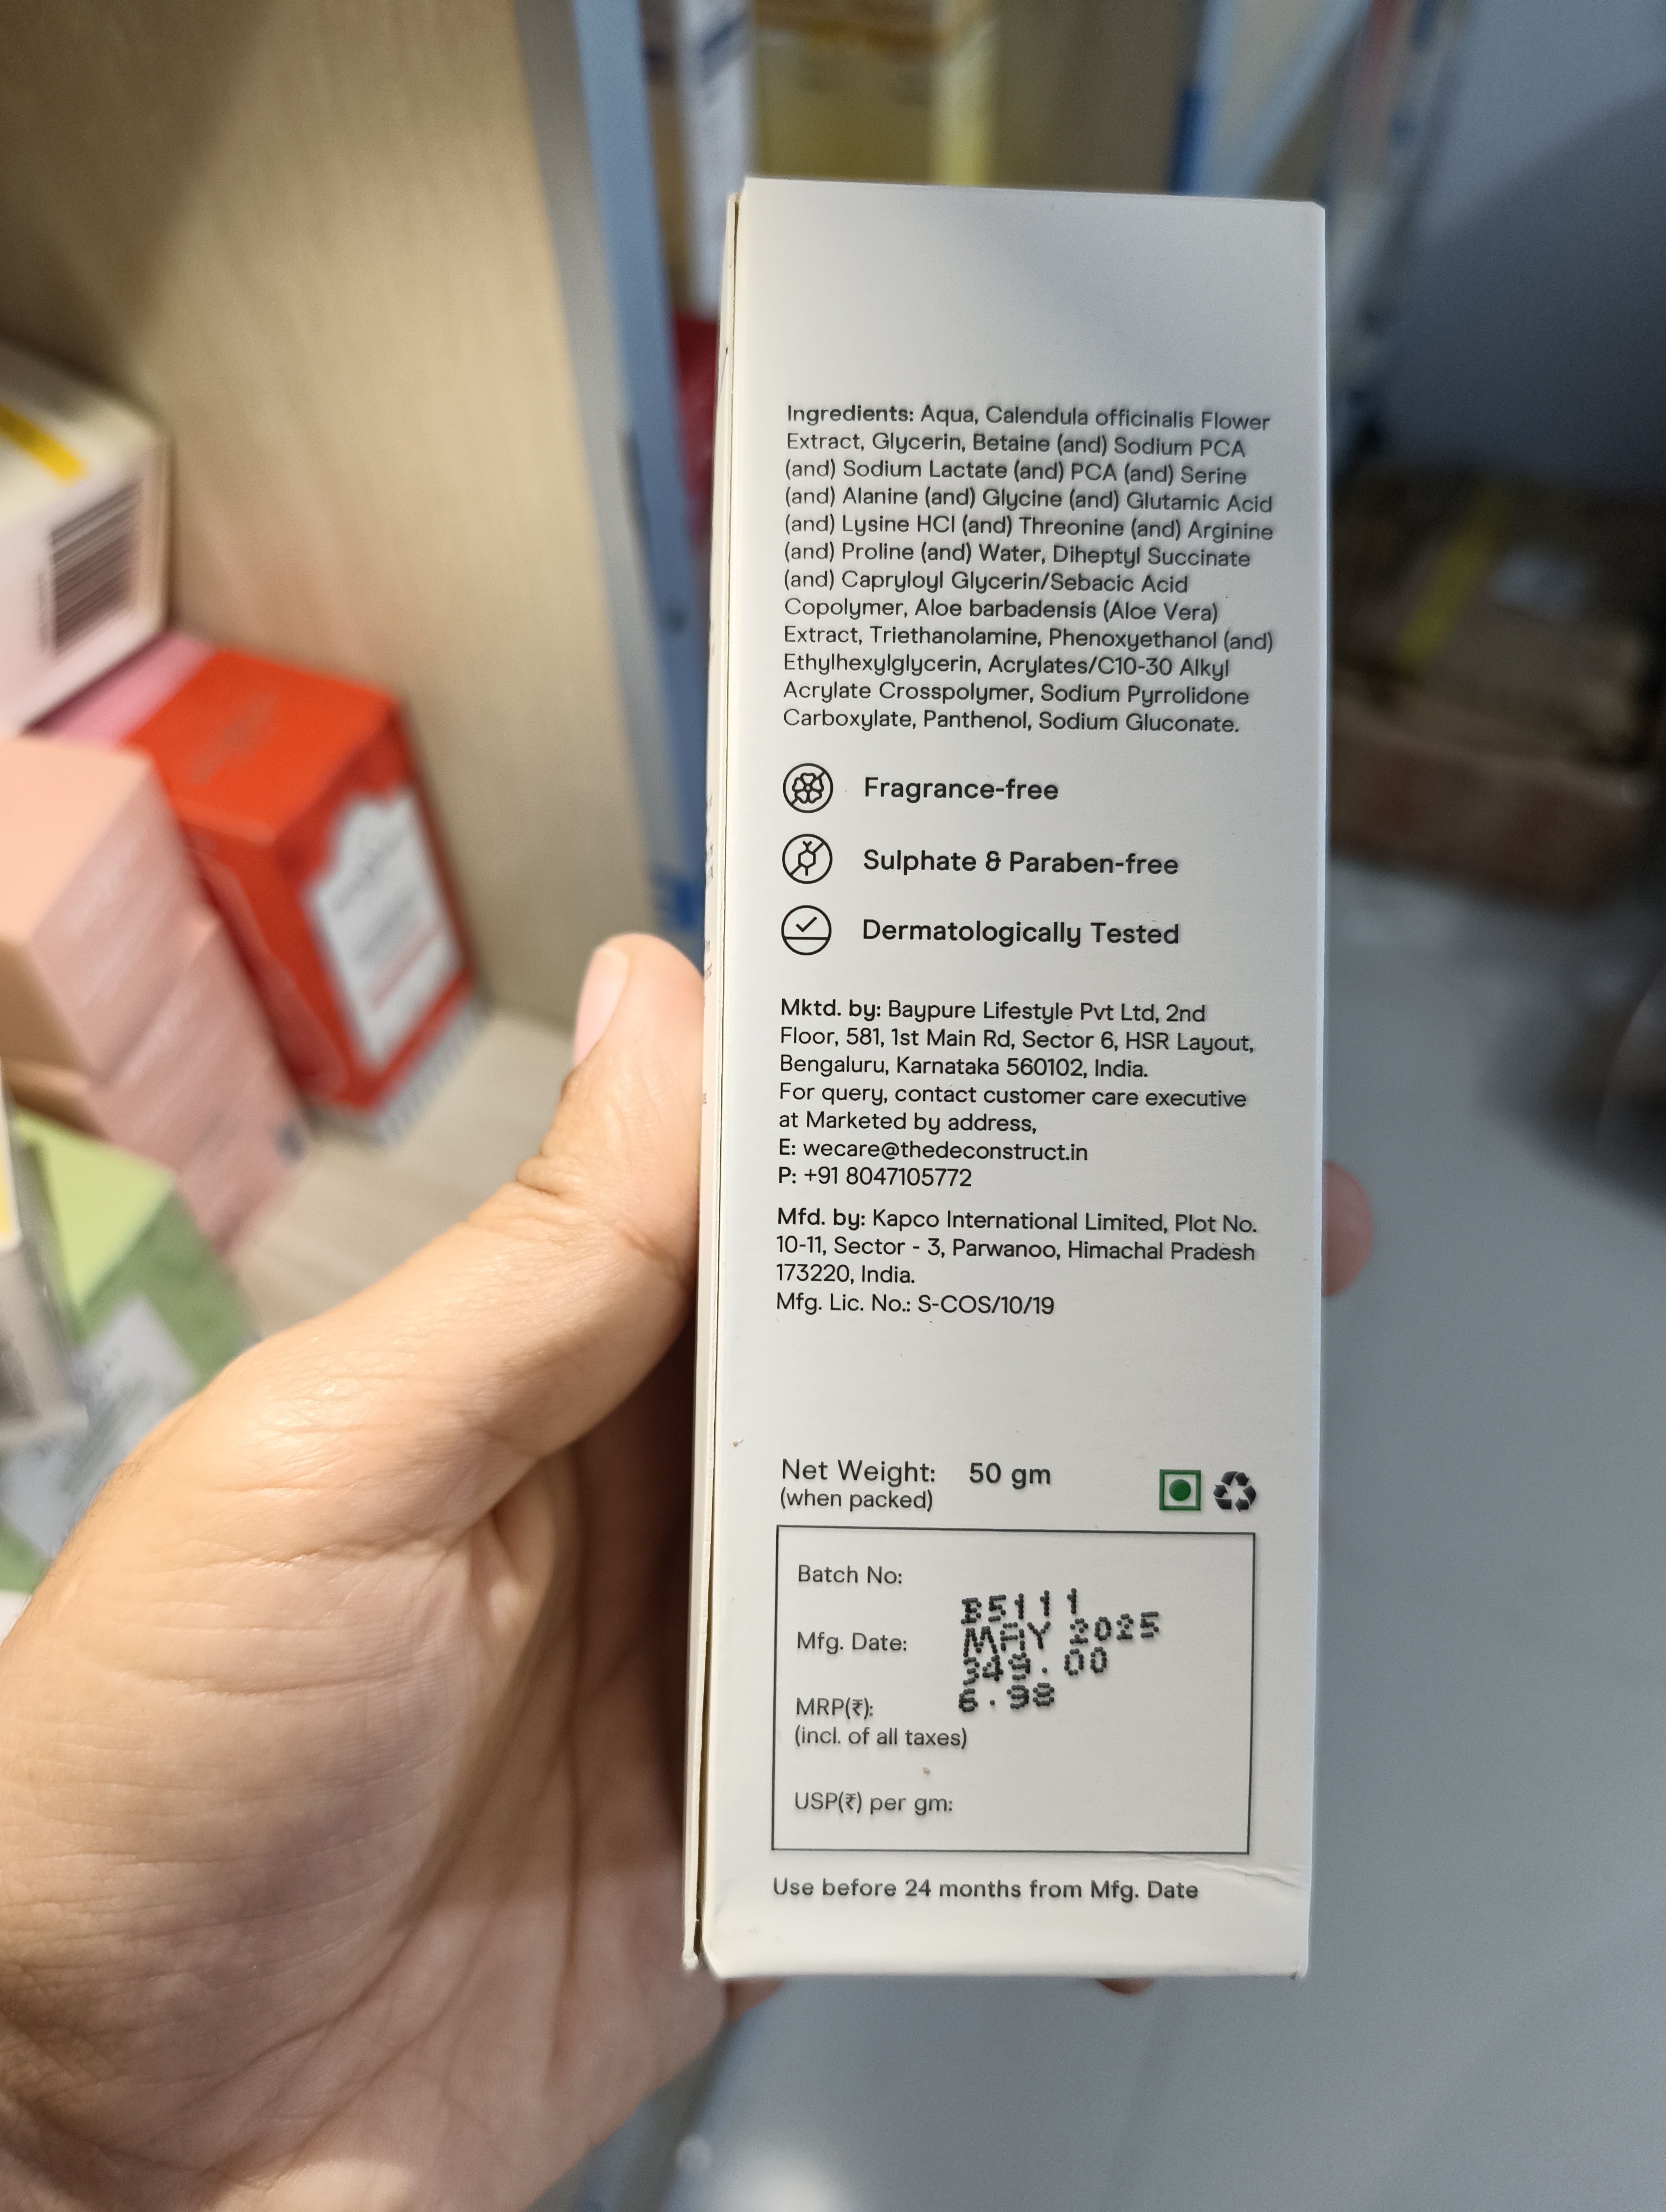 Ingredients: Aqua, Calendula officinalis Flower
Extract, Glycerin, Betaine (and) Sodium PCA
(and) Sodium Lactate (and) PCA (and) Serine
(and) Alanine (and) Glycine (and) Glutamic Acid
(and) Lysine HCl (and) Threonine (and) Arginine
(and) Proline (and) Water, Diheptyl Succinate
(and) Capryloyl Glycerin/Sebacic Acid
Copolymer, Aloe barbadensis (Aloe Vera)
Extract, Triethanolamine, Phenoxyethanol (and)
Ethylhexylglycerin, Acrylates/C10-30 Alkyl
Acrylate Crosspolymer, Sodium Pyrrolidone
Carboxylate, Panthenol, Sodium Gluconate.
Fragrance-free
Sulphate & Paraben-free
Dermatologically Tested
Mktd. by: Baypure Lifestyle Pvt Ltd, 2nd
Floor, 581, 1st Main Rd, Sector 6, HSR Layout,
Bengaluru, Karnataka 560102, India.
For query, contact customer care executive
at Marketed by address,
E: wecare@thedeconstruct.in
P: +91 8047105772
Mfd. by: Kapco International Limited, Plot No.
10-11, Sector - 3, Parwanoo, Himachal Pradesh
173220, India.
Mfg. Lic. No.: S-COS/10/19
Net Weight: 50 gm
(when packed)
Batch No:
B5111
Mfg. Date: MAY 2025
349.00
6.98
MRP(₹):
(incl. of all taxes)
USP(₹) per gm:
Use before 24 months from Mfg. Date